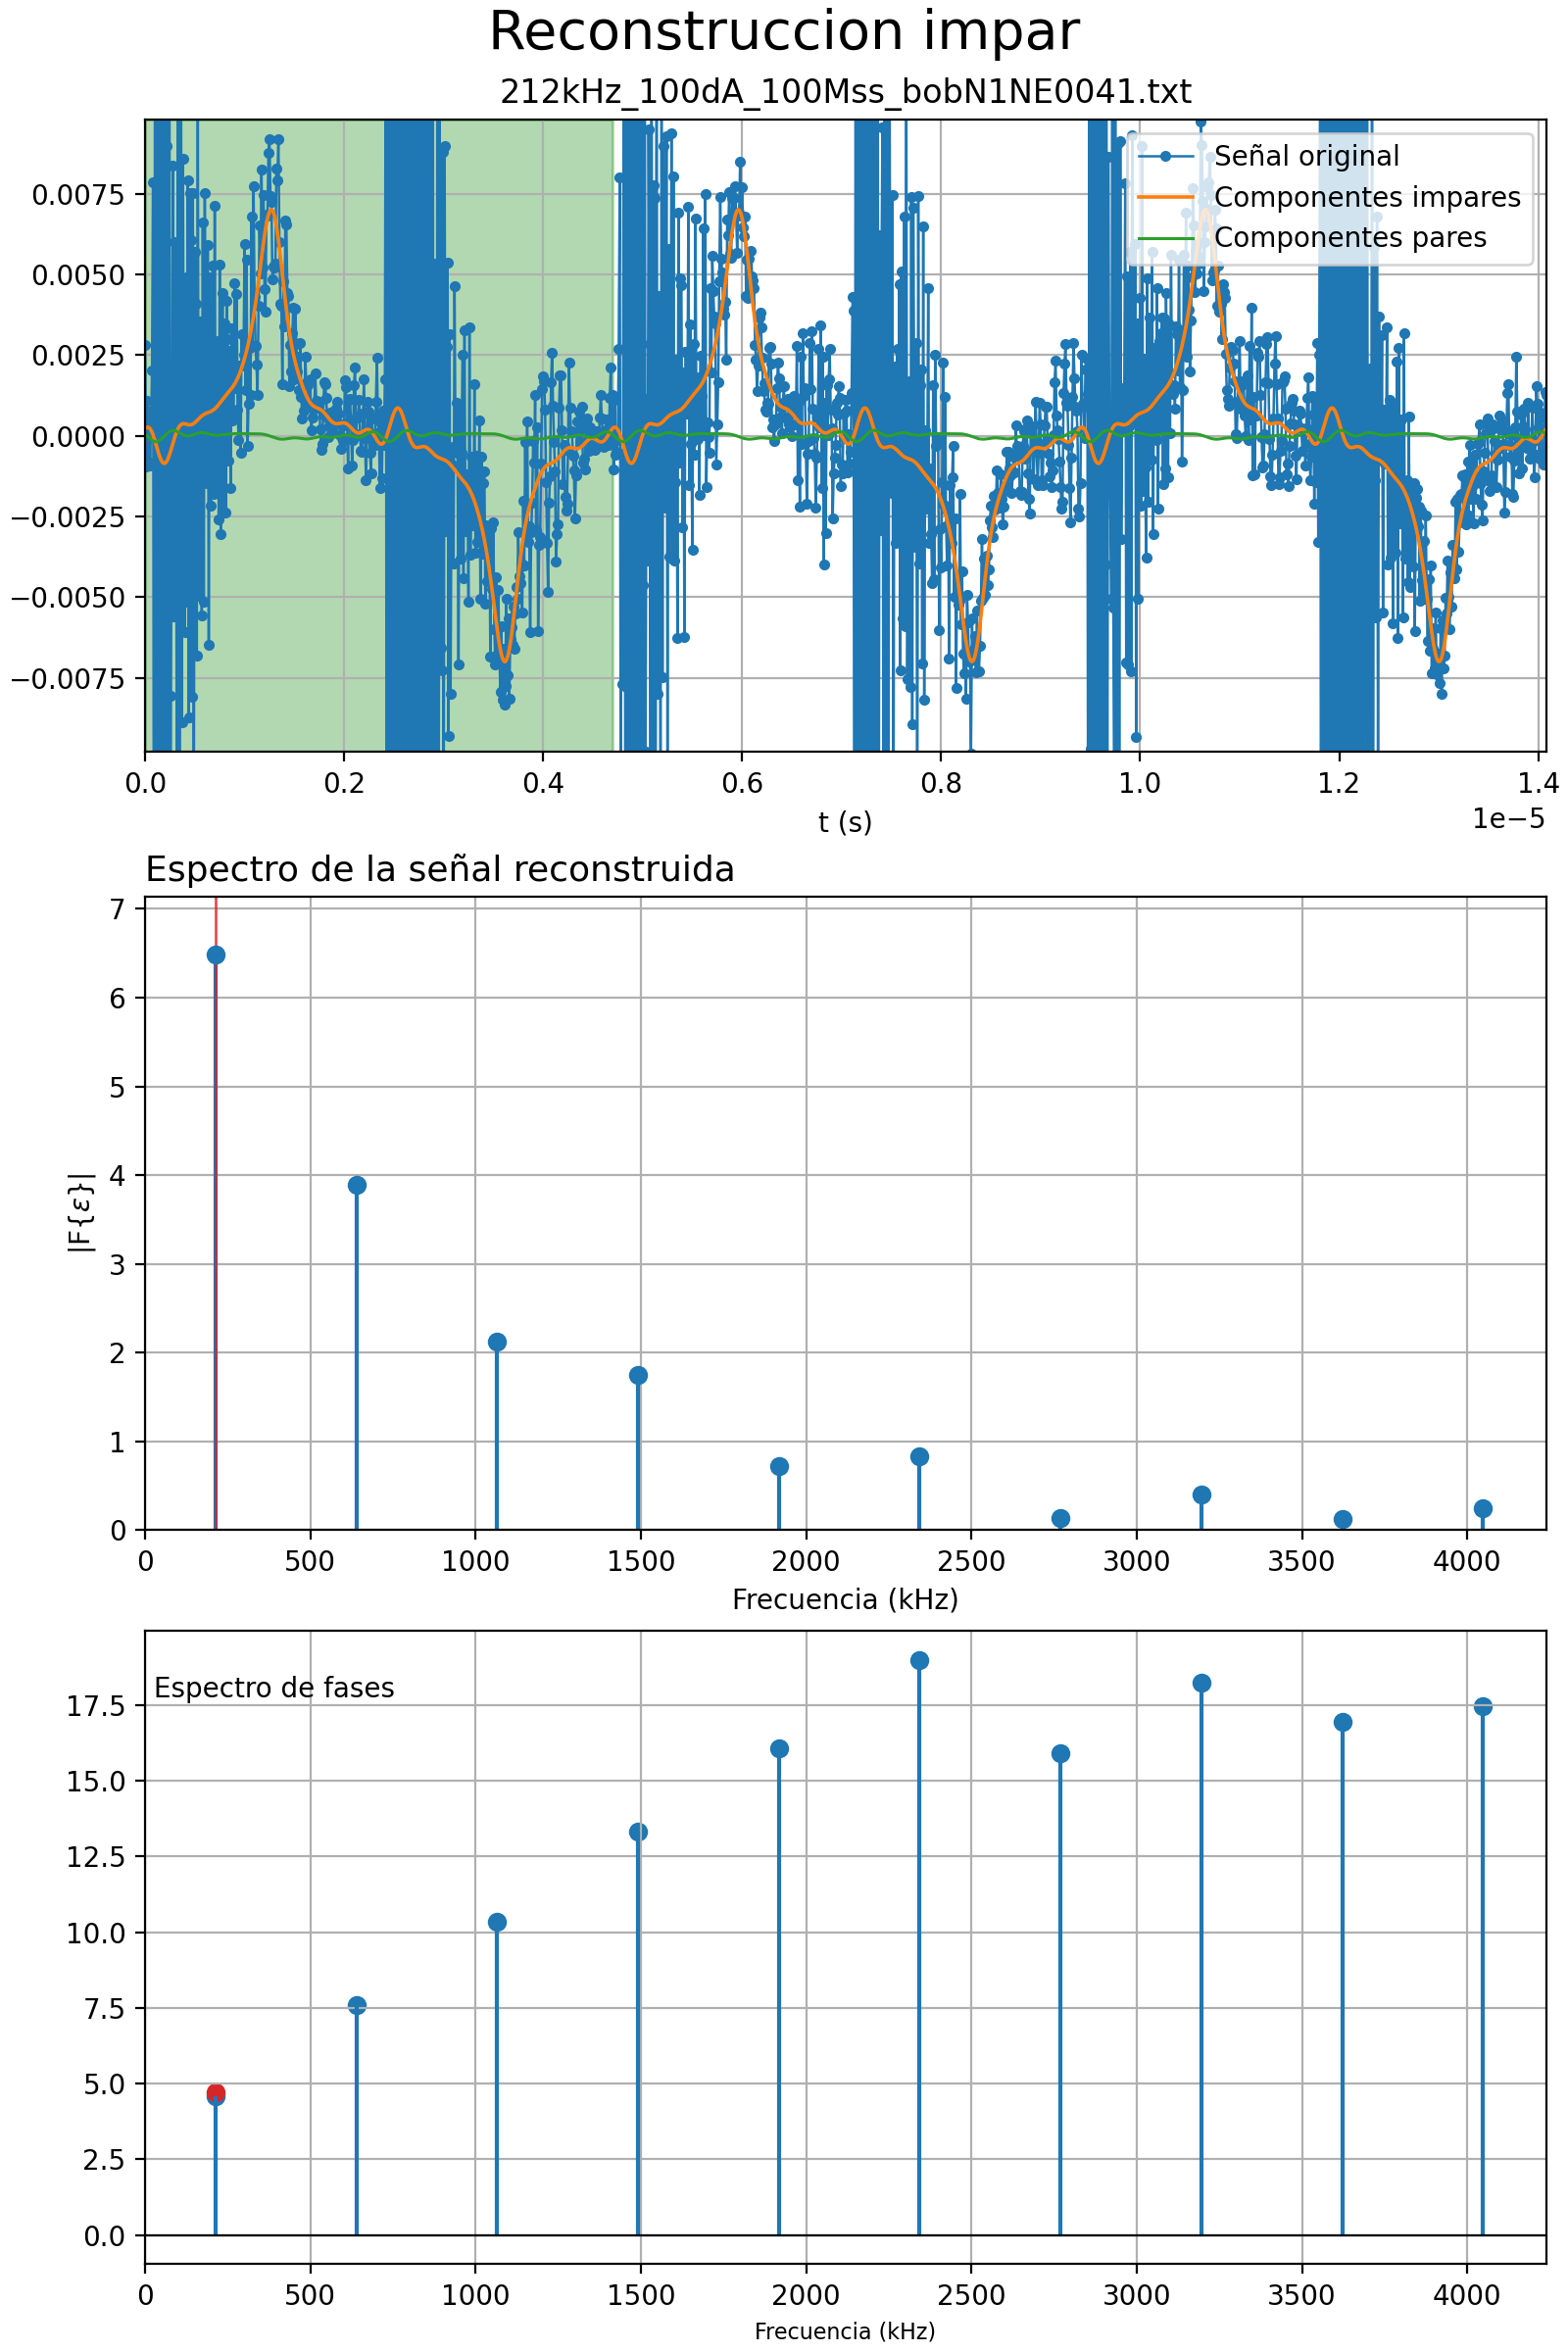 Reconstruccion impar
212kHz_100dA_100Mss_bobN1NE0041.txt
Señal original
Componentes impares
Componentes pares
0.0075
0.0050
0.0025
0.0000
−0.0025
−0.0050
−0.0075
0.0 0.2 0.4 0.6 0.8 1.0 1.2 1.4
1e−5
t (s)
Espectro de la señal reconstruida
7
6
5
4
3
2
1
0
|F{ε}|
0 500 1000 1500 2000 2500 3000 3500 4000
Frecuencia (kHz)
Espectro de fases
17.5
15.0
12.5
10.0
7.5
5.0
2.5
0.0
0 500 1000 1500 2000 2500 3000 3500 4000
Frecuencia (kHz)